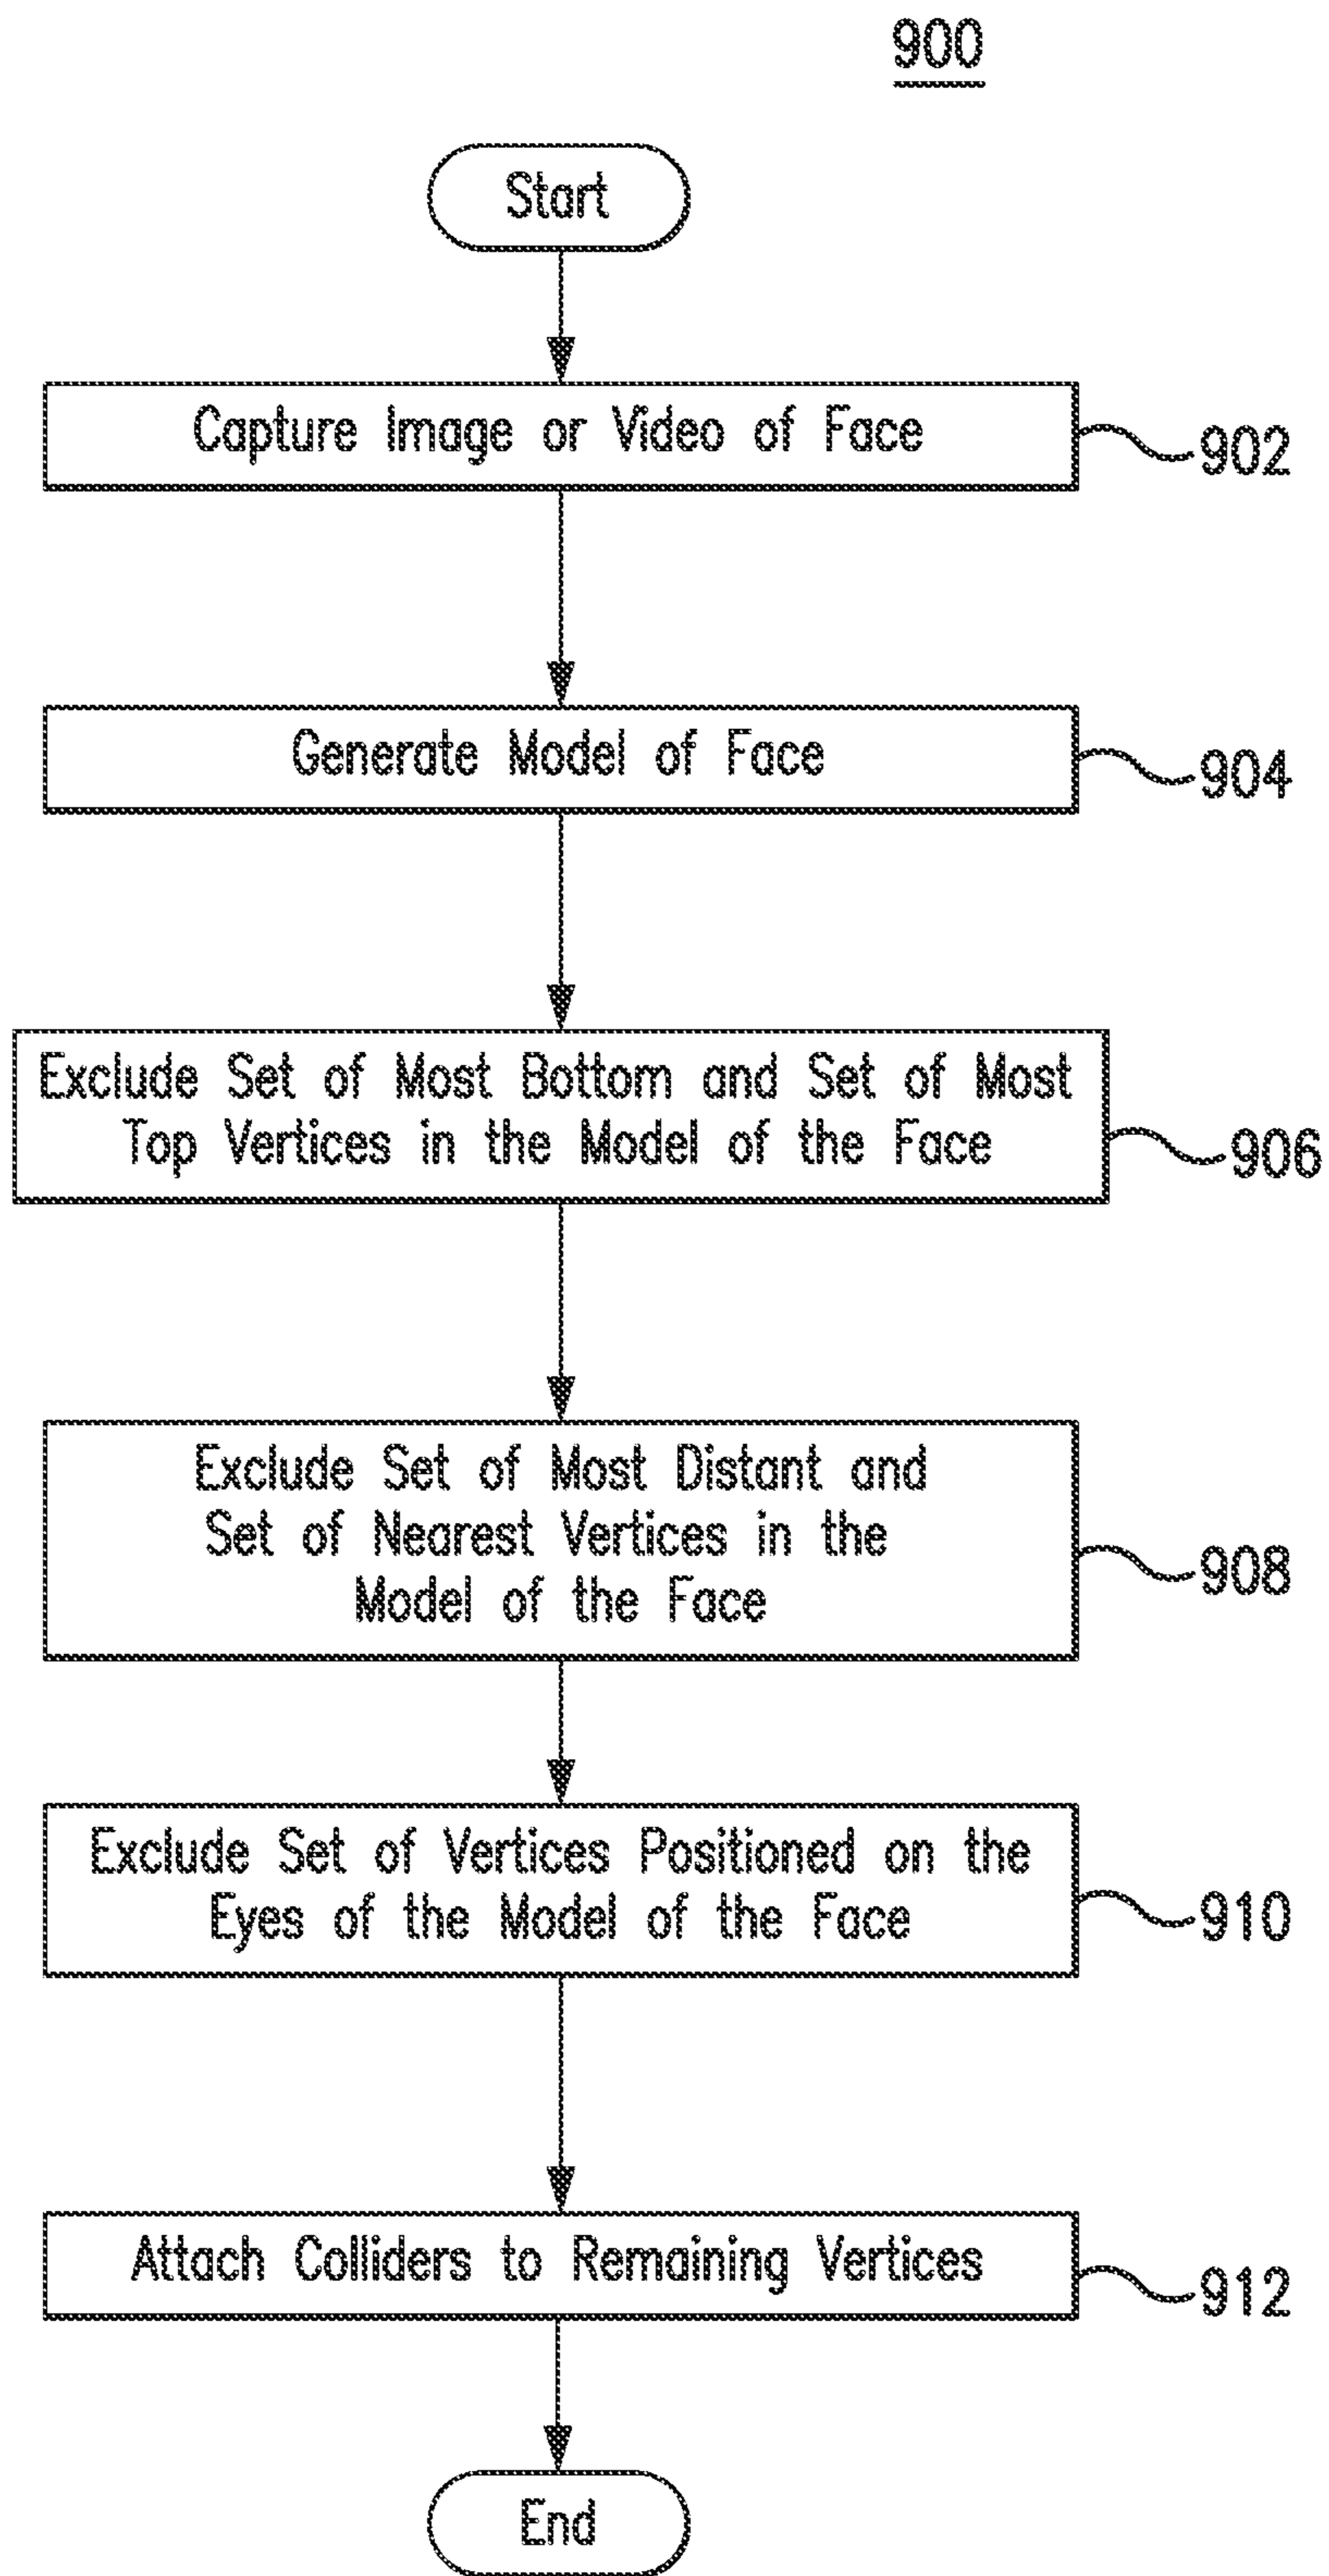 900
Start
Capture Image or Video of Face
902
Generate Model of Face
904
Exclude Set of Most Bottom and Set of Most
Top Vertices in the Model of the Face
906
Exclude Set of Most Distant and
Set of Nearest Vertices in the
Model of the Face
908
Exclude Set of Vertices Positioned on the
Eyes of the Model of the Face
910
Attach Colliders to Remaining Vertices
912
End